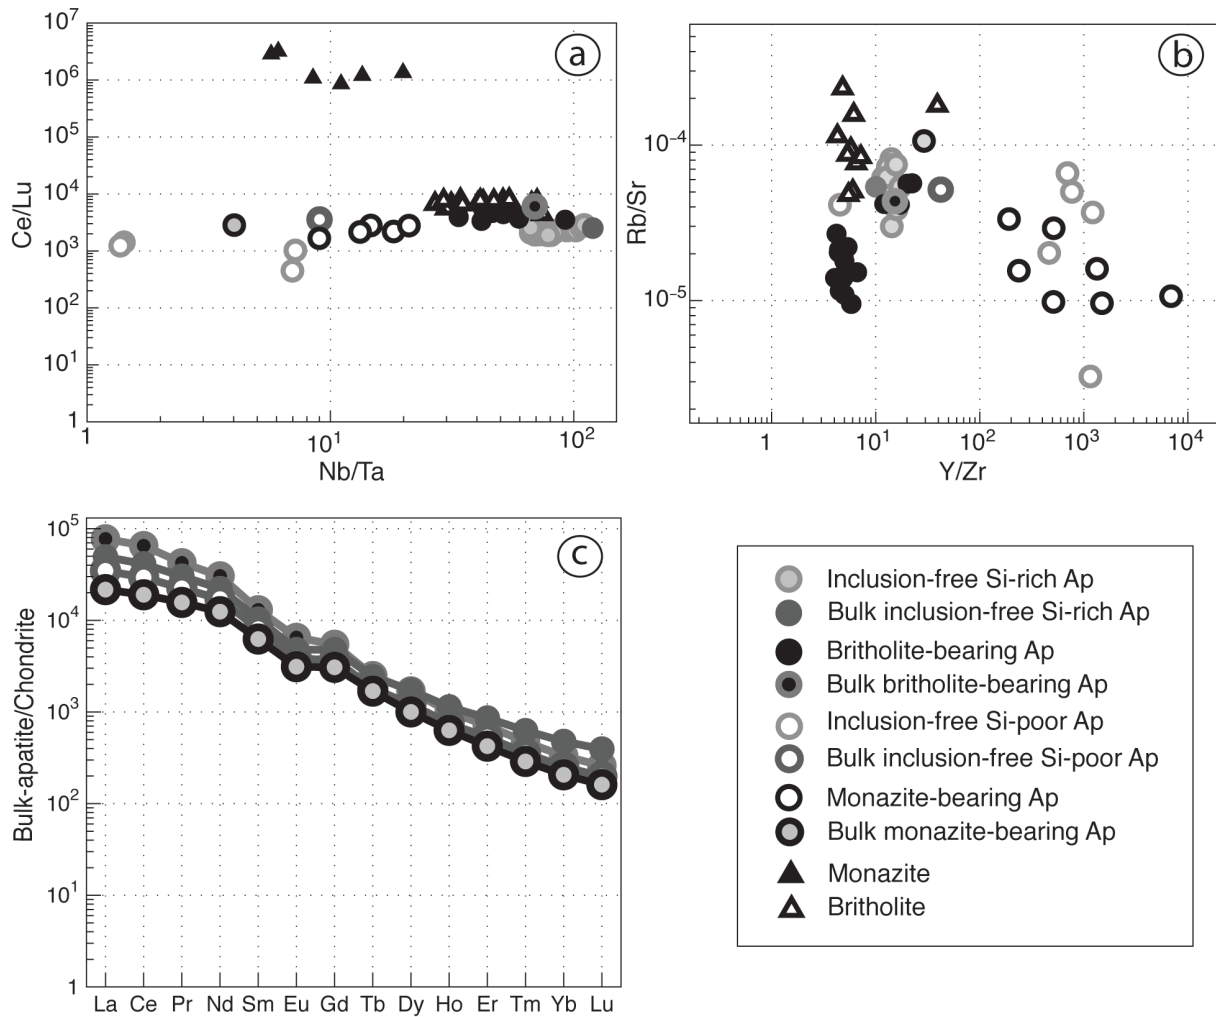 10^7
10^6
10^5
10^4
10^3
10^2
10^1
1
Ce/Lu
1
10^1
10^2
Nb/Ta
a
10^-4
10^-5
Rb/Sr
1
10^1
10^2
10^3
10^4
Y/Zr
b
10^5
10^4
10^3
10^2
10^1
1
Bulk-apatite/Chondrite
La Ce Pr Nd Sm Eu Gd Tb Dy Ho Er Tm Yb Lu
c
Inclusion-free Si-rich Ap
Bulk inclusion-free Si-rich Ap
Britholite-bearing Ap
Bulk britholite-bearing Ap
Inclusion-free Si-poor Ap
Bulk inclusion-free Si-poor Ap
Monazite-bearing Ap
Bulk monazite-bearing Ap
Monazite
Britholite